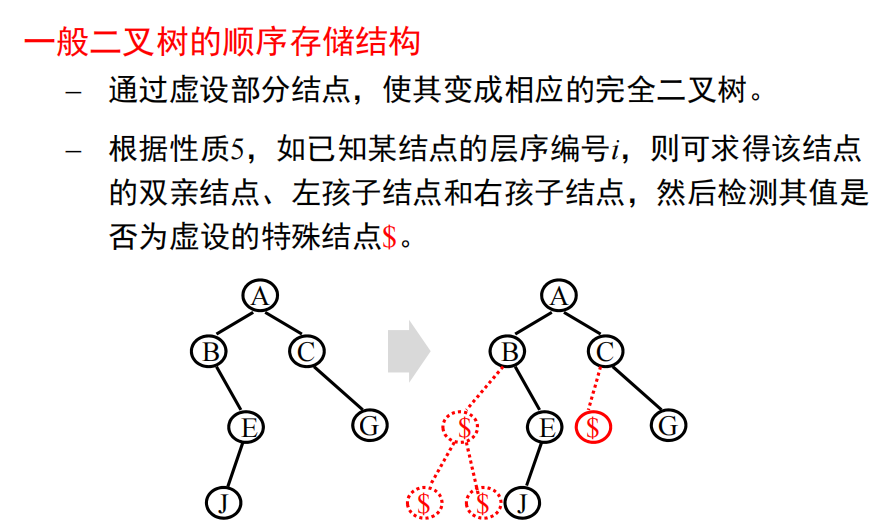 一般二叉树的顺序存储结构
– 通过虚设部分结点，使其变成相应的完全二叉树。
– 根据性质5，如已知某结点的层序编号i，则可求得该结点
的双亲结点、左孩子结点和右孩子结点，然后检测其值是
否为虚设的特殊结点$。
A A
B C B C
E G $ E $ G
J $ $ J